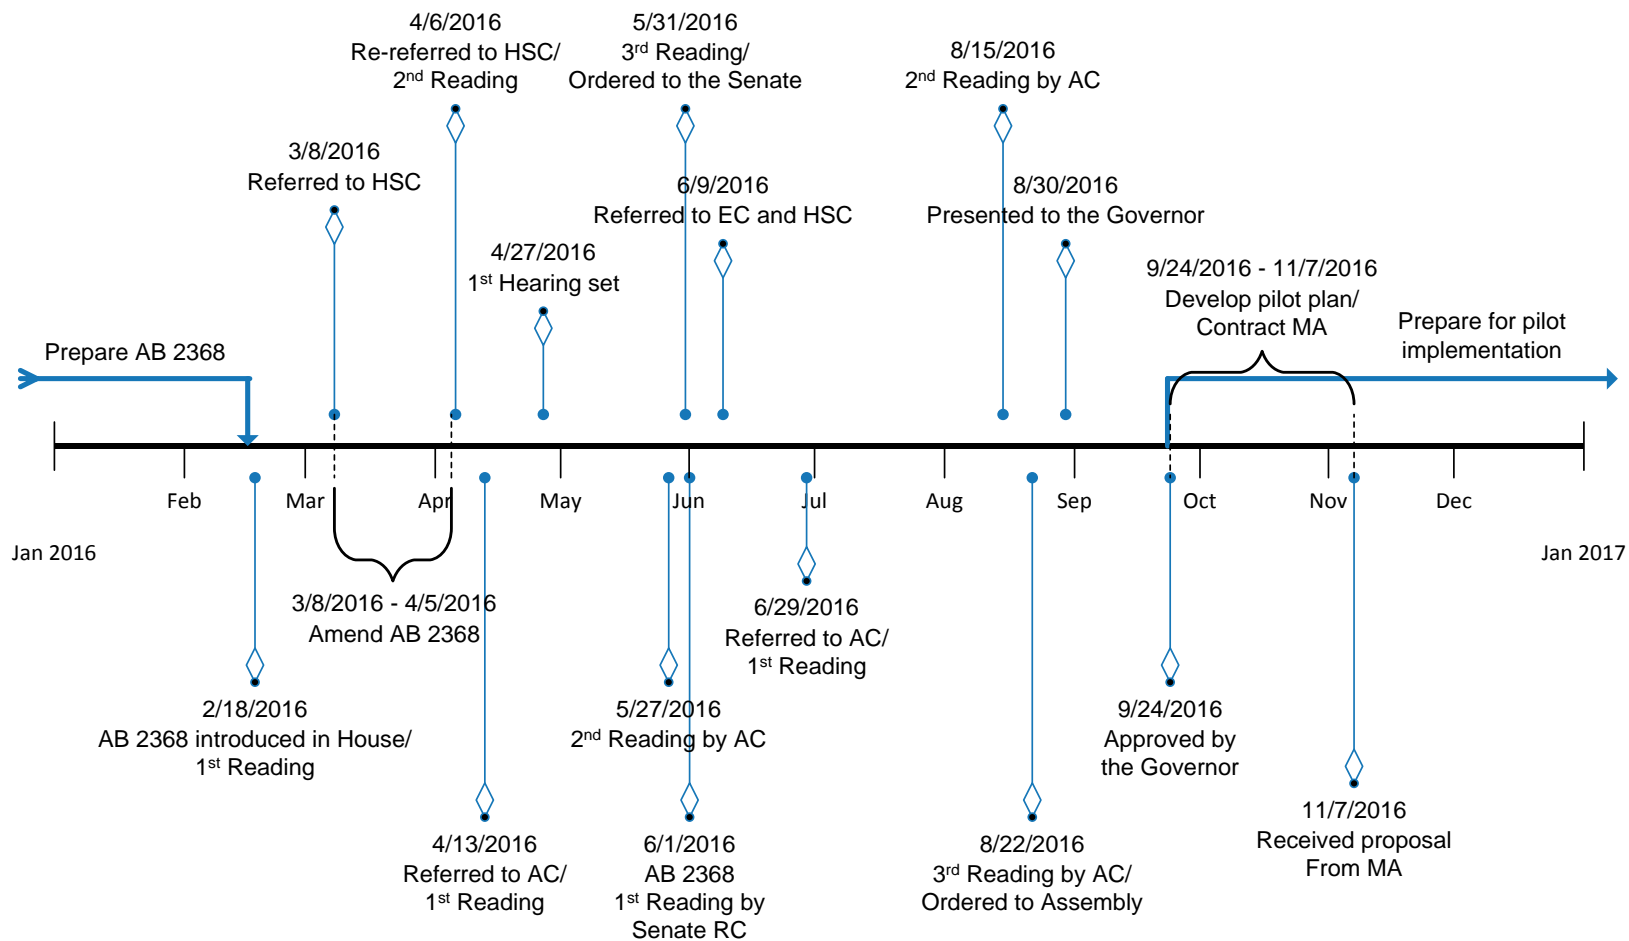 4/6/2016
Re-referred to HSC/
2nd Reading
5/31/2016
3rd Reading/
Ordered to the Senate
8/15/2016
2nd Reading by AC
3/8/2016
Referred to HSC
6/9/2016
Referred to EC and HSC
8/30/2016
Presented to the Governor
4/27/2016
1st Hearing set
9/24/2016 - 11/7/2016
Develop pilot plan/
Contract MA
Prepare AB 2368
Prepare for pilot
implementation
Feb
Mar
Apr
May
Jun
Jul
Aug
Sep
Oct
Nov
Dec
Jan 2016
Jan 2017
3/8/2016 - 4/5/2016
Amend AB 2368
6/29/2016
Referred to AC/
1st Reading
2/18/2016
AB 2368 introduced in House/
1st Reading
5/27/2016
2nd Reading by AC
9/24/2016
Approved by
the Governor
4/13/2016
Referred to AC/
1st Reading
6/1/2016
AB 2368
1st Reading by
Senate RC
8/22/2016
3rd Reading by AC/
Ordered to Assembly
11/7/2016
Received proposal
From MA